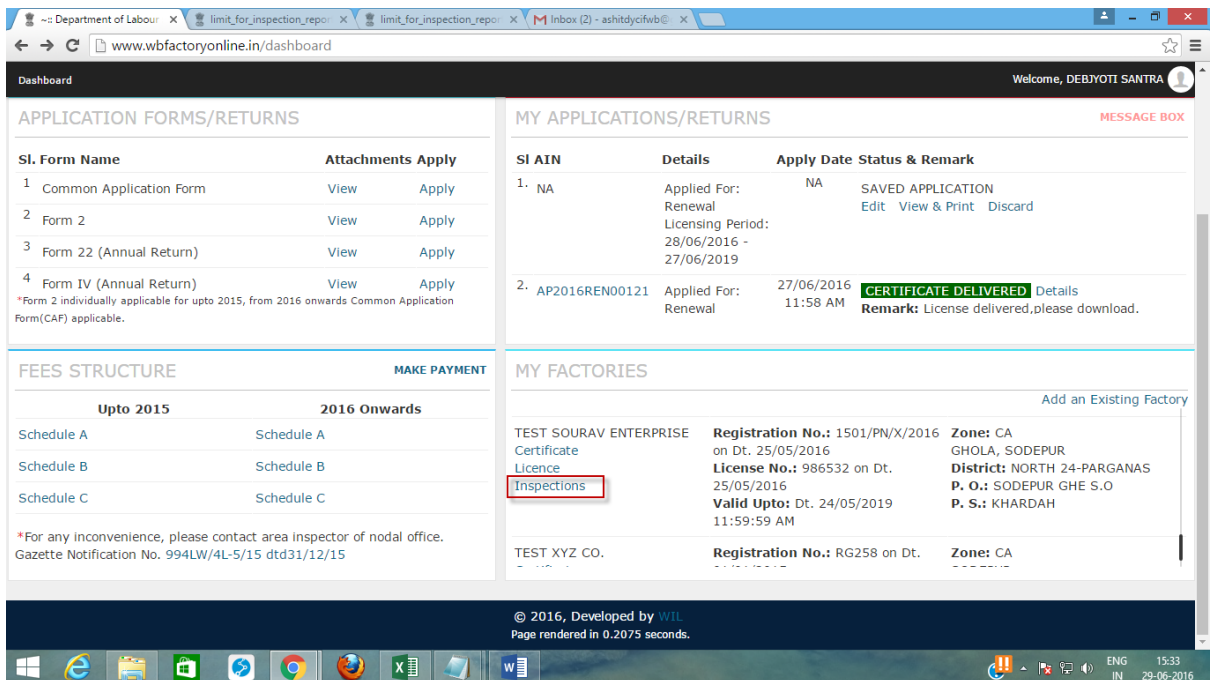 ~:: Department of Labour
limit_for_inspection_repor
limit_for_inspection_repor
Inbox (2) - ashitdycifwb@
www.wbfactoryonline.in/dashboard
Dashboard
Welcome, DEBJYOTI SANTRA
APPLICATION FORMS/RETURNS
Sl. Form Name Attachments Apply
1 Common Application Form View Apply
2 Form 2 View Apply
3 Form 22 (Annual Return) View Apply
4 Form IV (Annual Return) View Apply
*Form 2 individually applicable for upto 2015, from 2016 onwards Common Application
Form(CAF) applicable.
MY APPLICATIONS/RETURNS
MESSAGE BOX
Sl AIN Details Apply Date Status & Remark
1. NA Applied For: NA SAVED APPLICATION
Renewal Edit View & Print Discard
Licensing Period:
28/06/2016 -
27/06/2019
2. AP2016REN00121 Applied For: 27/06/2016 CERTIFICATE DELIVERED Details
Renewal 11:58 AM Remark: License delivered,please download.
FEES STRUCTURE
MAKE PAYMENT
Upto 2015 2016 Onwards
Schedule A Schedule A
Schedule B Schedule B
Schedule C Schedule C
*For any inconvenience, please contact area inspector of nodal office.
Gazette Notification No. 994LW/4L-5/15 dtd31/12/15
MY FACTORIES
Add an Existing Factory
TEST SOURAV ENTERPRISE Registration No.: 1501/PN/X/2016 Zone: CA
Certificate on Dt. 25/05/2016 GHOLA, SODEPUR
Licence License No.: 986532 on Dt. District: NORTH 24-PARGANAS
Inspections 25/05/2016 P. O.: SODEPUR GHE S.O
Valid Upto: Dt. 24/05/2019 P. S.: KHARDAH
11:59:59 AM
TEST XYZ CO. Registration No.: RG258 on Dt. Zone: CA
© 2016, Developed by WIL
Page rendered in 0.2075 seconds.
ENG 15:33
IN 29-06-2016